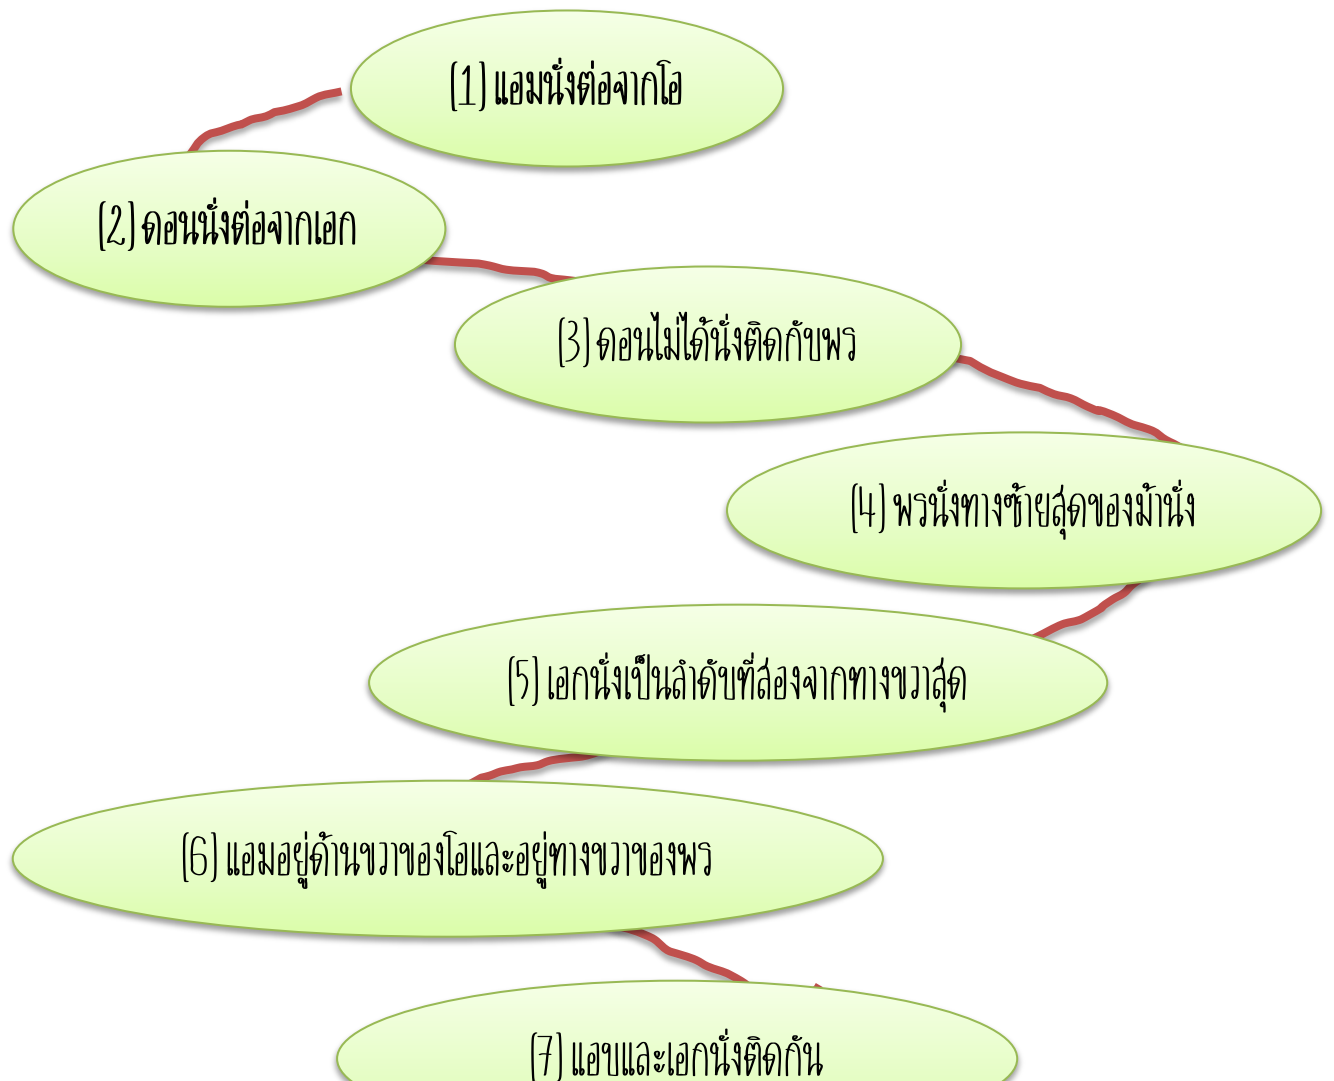 (1) แอมนั่งต่อจากโอ
(2) ดอนนั่งต่อจากเอก
(3) ดอนไม่ได้นั่งติดกับพร
(4) พรนั่งทางซ้ายสุดของม้านั่ง
(5) เอกนั่งเป็นลำดับที่สองจากทางขวาสุด
(6) แอมอยู่ด้านขวาของโอและอยู่ทางขวาของพร
(7) แอบและเอกนั่งติดกัน